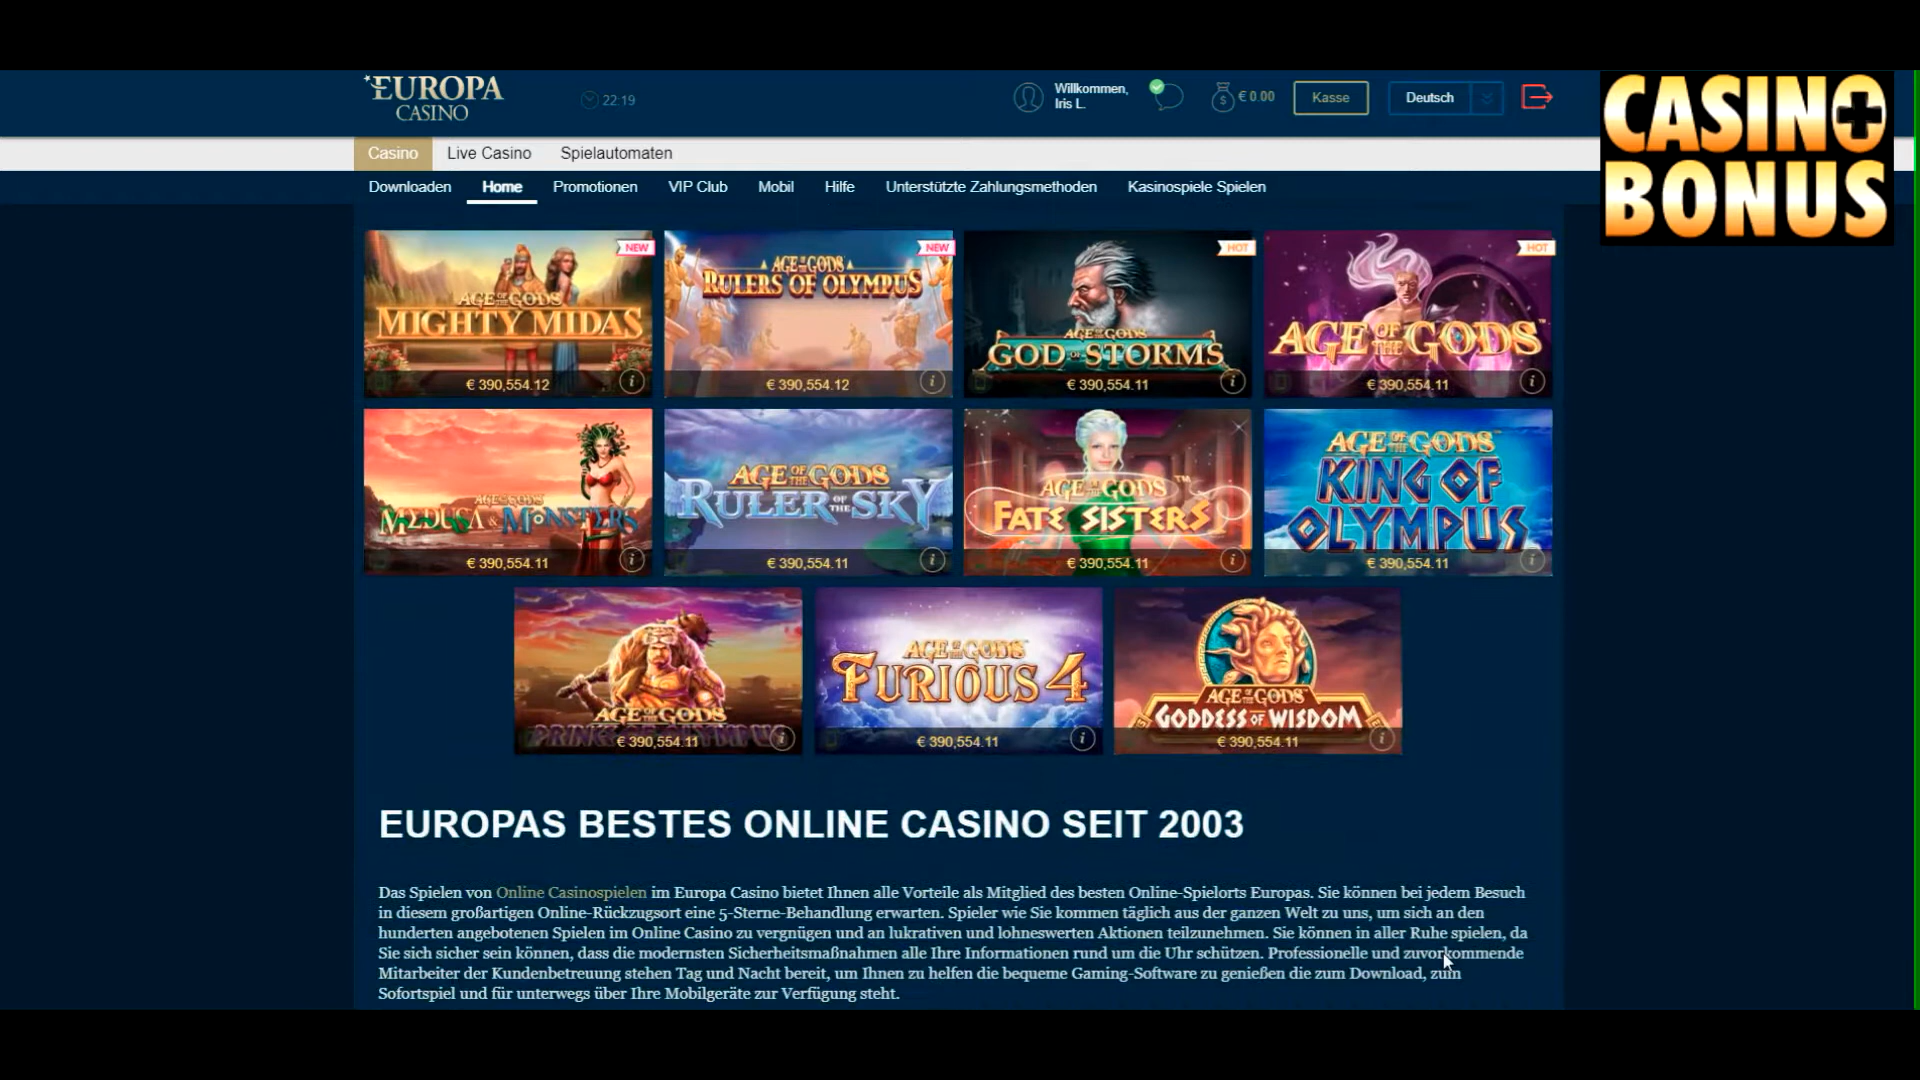 EUROPA
CASINO
22:19
Willkommen,
Iris L.
€ 0.00
Kasse
Deutsch
CASINO
BONUS
Casino
Live Casino
Spielautomaten
Downloaden
Home
Promotionen
VIP Club
Mobil
Hilfe
Unterstützte Zahlungsmethoden
Kasinospiele Spielen
NEW
AGE OF THE GODS
MIGHTY MIDAS
€ 390,554.12
NEW
AGE OF THE GODS
RULERS OF OLYMPUS
€ 390,554.12
HOT
AGE OF THE GODS
GOD OF STORMS
€ 390,554.11
HOT
AGE OF THE GODS™
€ 390,554.11
AGE OF THE GODS
MEDUSA & MONSTERS
€ 390,554.11
AGE OF THE GODS
RULER OF THE SKY
€ 390,554.11
AGE OF THE GODS™
FATE SISTERS
€ 390,554.11
AGE OF THE GODS™
KING OF
OLYMPUS
€ 390,554.11
AGE OF THE GODS™
PRINCE OF OLYMPUS
€ 390,554.11
AGE OF THE GODS™
FURIOUS 4
€ 390,554.11
AGE OF THE GODS™
GODDESS OF WISDOM
€ 390,554.11
EUROPAS BESTES ONLINE CASINO SEIT 2003
Das Spielen von Online Casinospielen im Europa Casino bietet Ihnen alle Vorteile als Mitglied des besten Online-Spielorts Europas. Sie können bei jedem Besuch
in diesem großartigen Online-Rückzugsort eine 5-Sterne-Behandlung erwarten. Spieler wie Sie kommen täglich aus der ganzen Welt zu uns, um sich an den
hunderten angebotenen Spielen im Online Casino zu vergnügen und an lukrativen und lohneswerten Aktionen teilzunehmen. Sie können in aller Ruhe spielen, da
Sie sich sicher sein können, dass die modernsten Sicherheitsmaßnahmen alle Ihre Informationen rund um die Uhr schützen. Professionelle und zuvorkommende
Mitarbeiter der Kundenbetreuung stehen Tag und Nacht bereit, um Ihnen zu helfen die bequeme Gaming-Software zu genießen die zum Download, zum
Sofortspiel und für unterwegs über Ihre Mobilgeräte zur Verfügung steht.